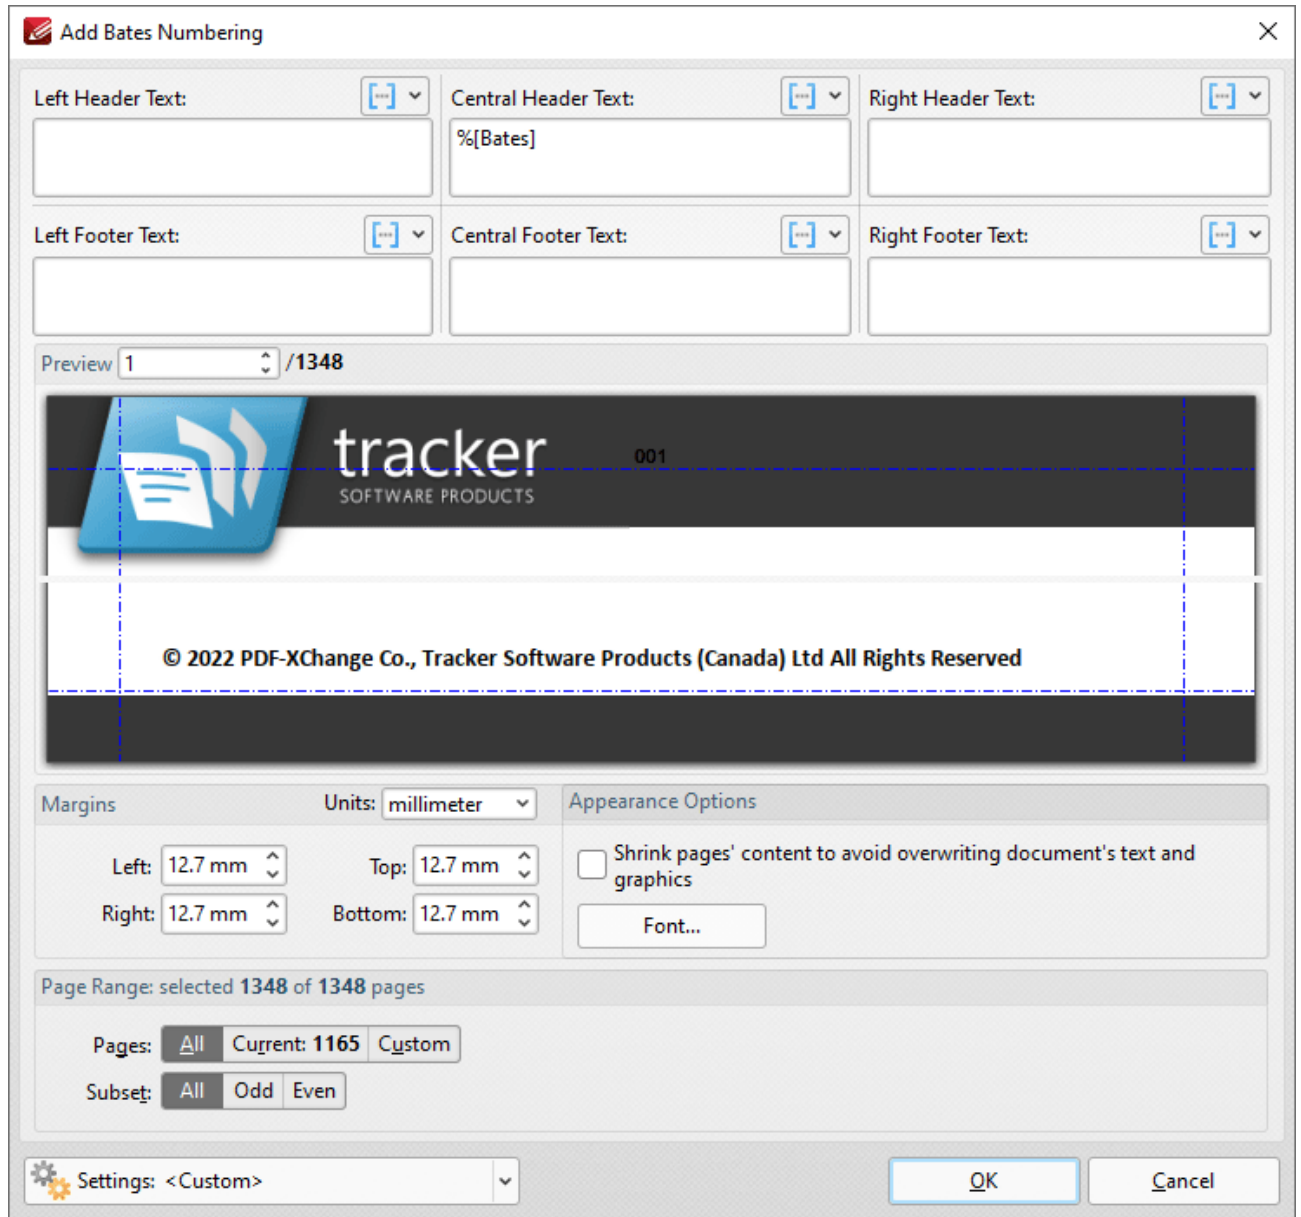 Add Bates Numbering
Left Header Text:
Central Header Text:
Right Header Text:
%[Bates]
Left Footer Text:
Central Footer Text:
Right Footer Text:
Preview 1 /1348
tracker
001
SOFTWARE PRODUCTS
© 2022 PDF-XChange Co., Tracker Software Products (Canada) Ltd All Rights Reserved
Margins Units: millimeter
Appearance Options
Left: 12.7 mm Top: 12.7 mm
Shrink pages' content to avoid overwriting document's text and
graphics
Right: 12.7 mm Bottom: 12.7 mm
Font...
Page Range: selected 1348 of 1348 pages
Pages: All Current: 1165 Custom
Subset: All Odd Even
Settings: <Custom>
OK
Cancel